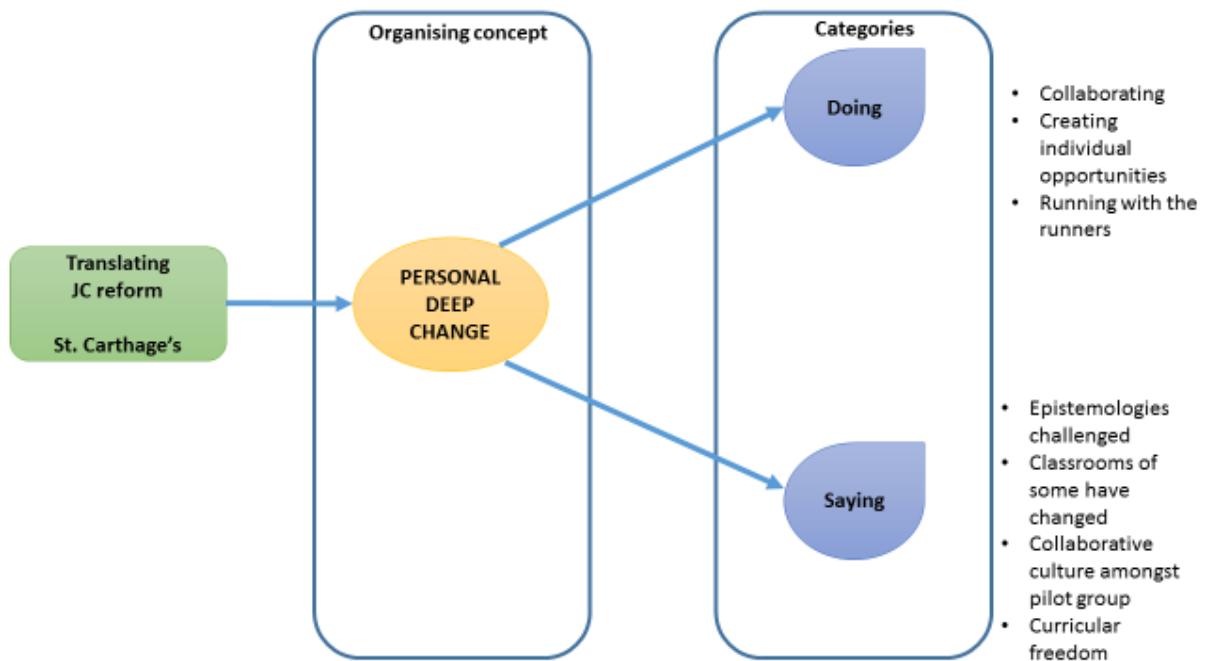 Organising concept
Categories
Translating
JC reform
St. Carthage's
PERSONAL
DEEP
CHANGE
Doing
• Collaborating
• Creating
individual
opportunities
• Running with the
runners
Saying
• Epistemologies
challenged
• Classrooms of
some have
changed
• Collaborative
culture amongst
pilot group
• Curricular
freedom